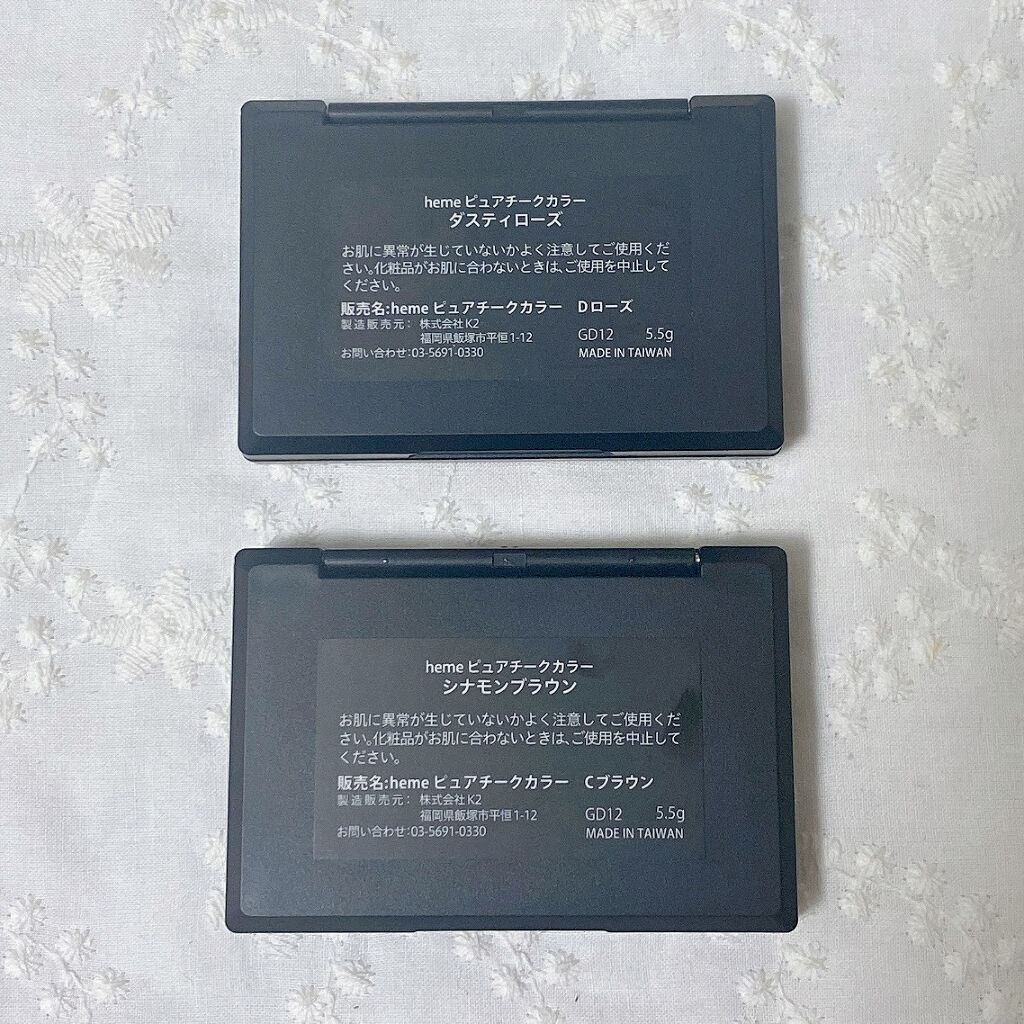 heme ピュアチークカラー
ダスティローズ
お肌に異常が生じていないかよく注意してご使用くだ
さい。化粧品がお肌に合わないときは、ご使用を中止して
ください。
販売名:heme ピュアチークカラー　Dローズ
製造販売元： 株式会社K2
福岡県飯塚市平恒1-12 GD12 5.5g
お問い合わせ:03-5691-0330 MADE IN TAIWAN
heme ピュアチークカラー
シナモンブラウン
お肌に異常が生じていないかよく注意してご使用くだ
さい。化粧品がお肌に合わないときは、ご使用を中止して
ください。
販売名:heme ピュアチークカラー　Cブラウン
製造販売元： 株式会社K2
福岡県飯塚市平恒1-12 GD12 5.5g
お問い合わせ:03-5691-0330 MADE IN TAIWAN